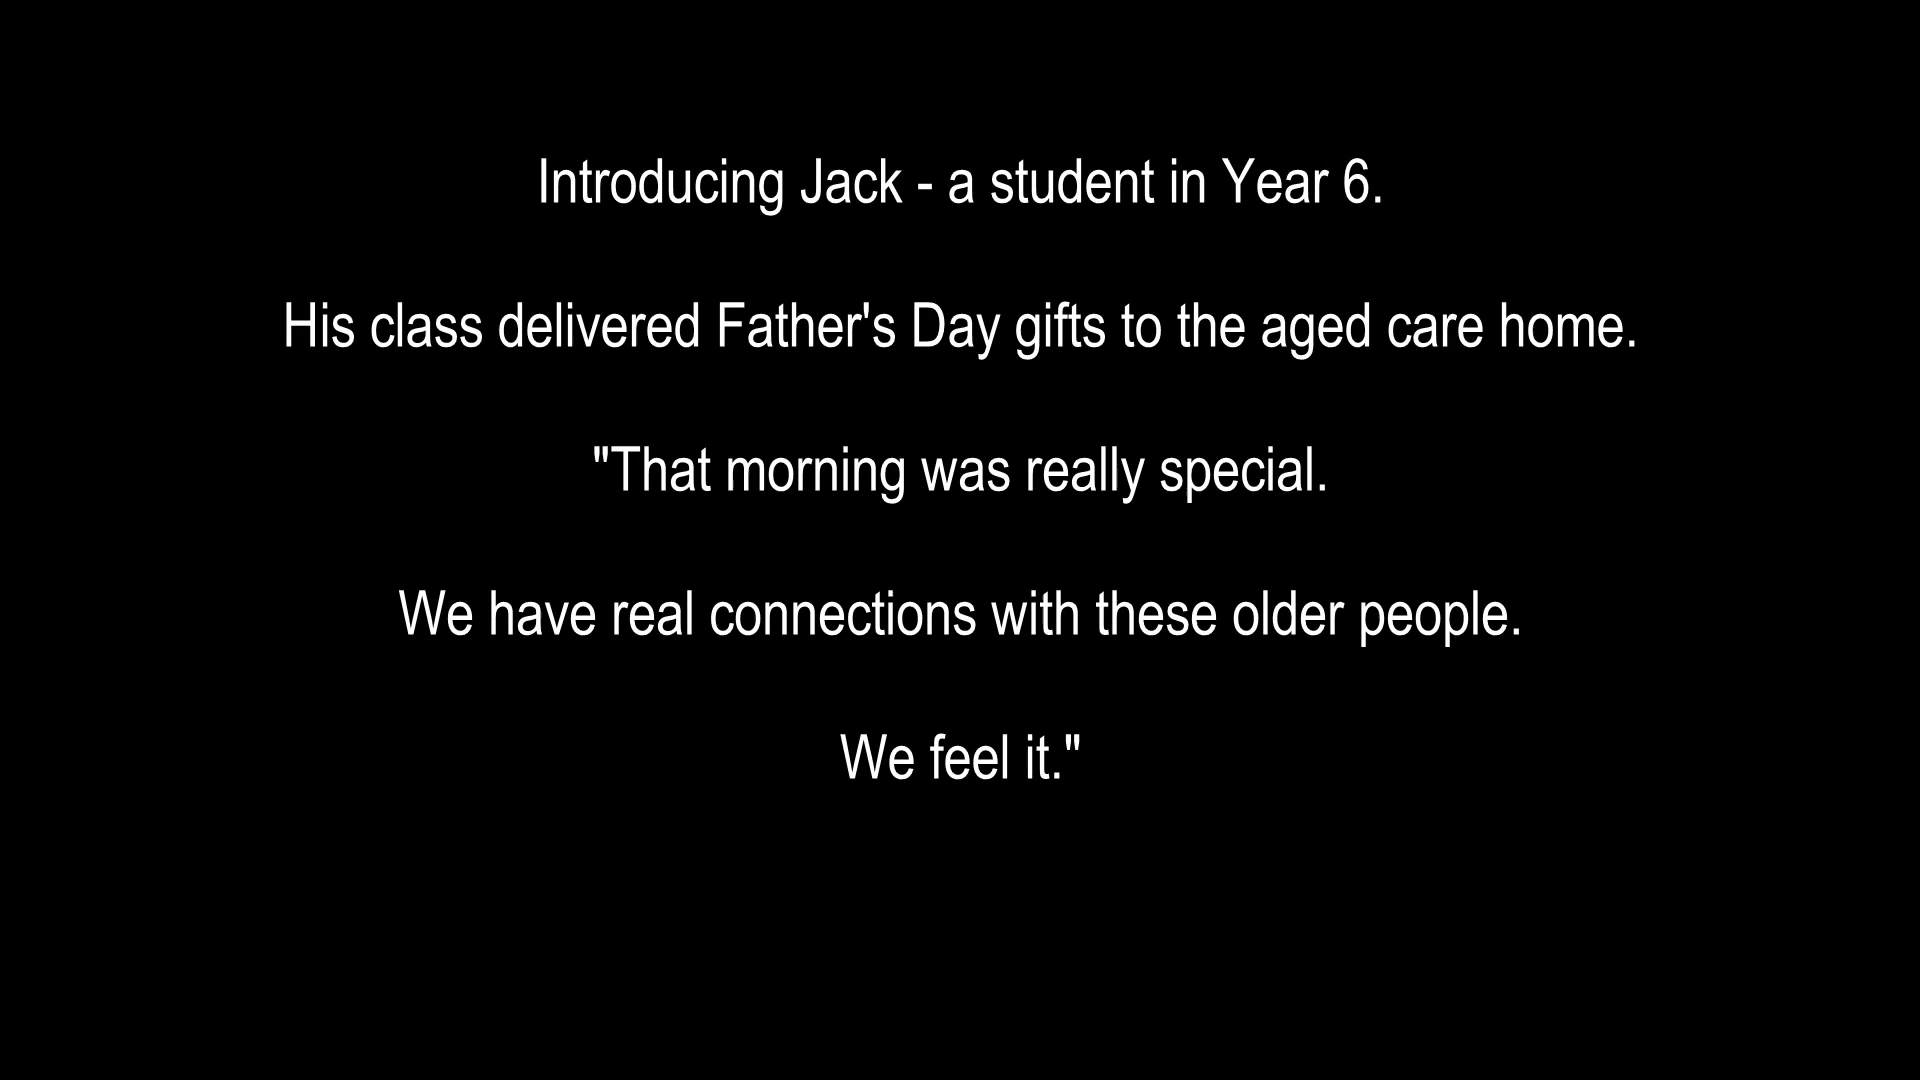 Introducing Jack - a student in Year 6.
His class delivered Father's Day gifts to the aged care home.
"That morning was really special.
We have real connections with these older people.
We feel it."